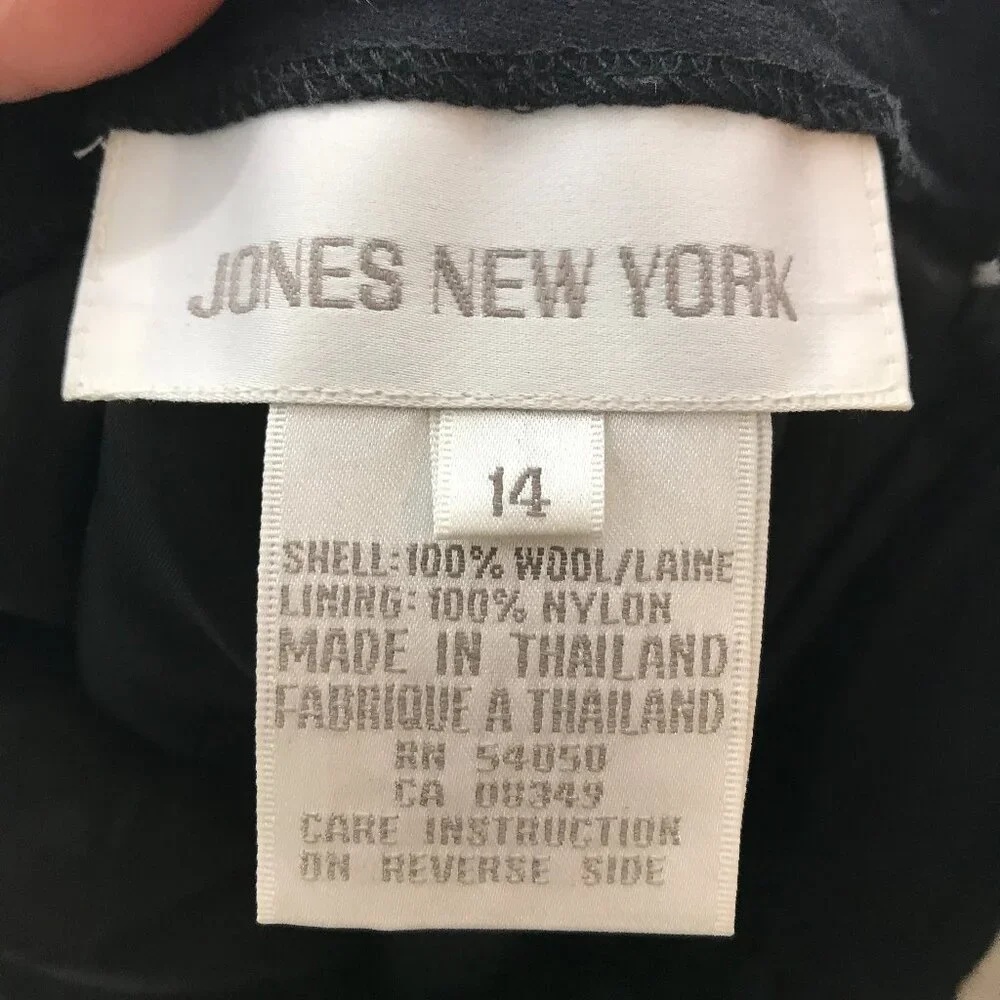 JONES NEW YORK
14
SHELL: 100% WOOL/LAINE
LINING: 100% NYLON
MADE IN THAILAND
FABRIQUE A THAILAND
RN 54050
CA 08349
CARE INSTRUCTION
ON REVERSE SIDE